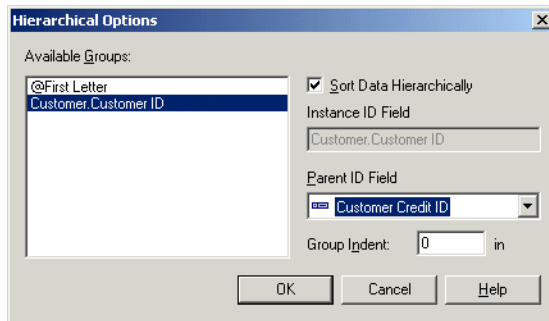 Hierarchical Options
Available Groups:
@First Letter
Customer.Customer ID
Sort Data Hierarchically
Instance ID Field
Customer.Customer ID
Parent ID Field
Customer Credit ID
Group Indent: 0 in
OK Cancel Help